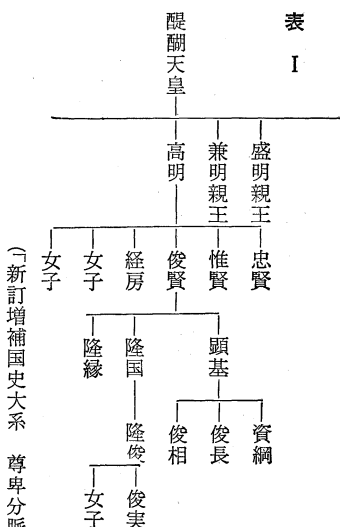 表 I
醍醐天皇
盛明親王
兼明親王
高明
忠賢
惟賢
俊賢
経房
女子
女子
顕基
隆国
隆縁
資綱
俊長
俊相
隆俊
俊実
女子
(「新訂増補国史大系 尊卑分脈